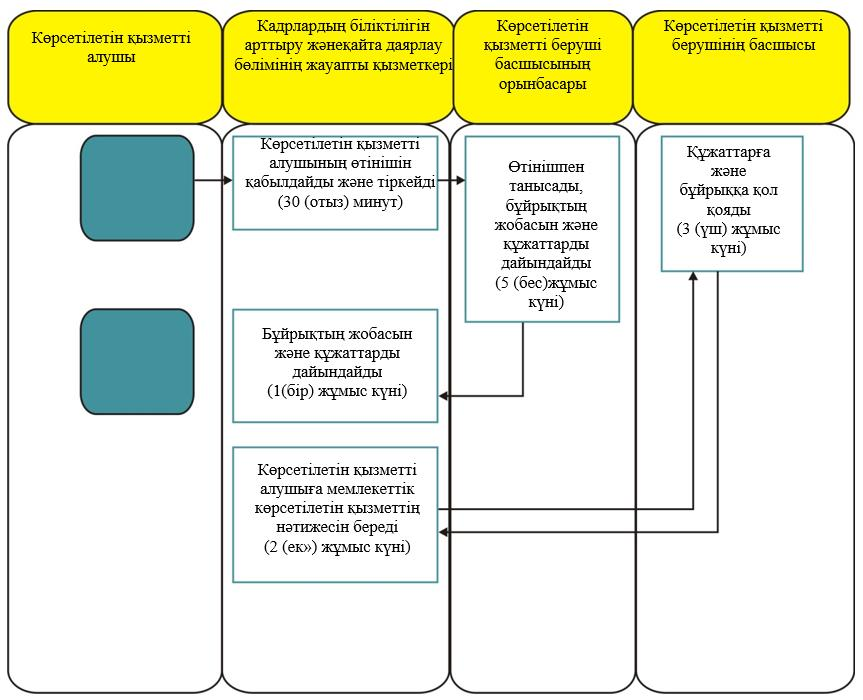 Көрсетілетін қызметті
алушы
Кадрлардың біліктілігін
арттыру жәнеқайта даярлау
бөлімінің жауапты қызметкері
Көрсетілетін
қызметті беруші
басшысының
орынбасары
Көрсетілетін қызметті
берушінің басшысы
Көрсетілетін қызметті
алушының өтінішін
қабылдайды және тіркейді
(30 (отыз) минут)
Өтінішпен
танысады,
бұйрықтың
жобасын және
құжаттарды
дайындайды
(5 (бес)жұмыс
күні)
Құжаттарға
және
бұйрыққа қол
қояды
(3 (үш) жұмыс
күні)
Бұйрықтың жобасын
және құжаттарды
дайындайды
(1(бір) жұмыс күні)
Көрсетілетін қызметті
алушыға мемлекеттік
көрсетілетін қызметтің
нәтижесін береді
(2 (ек») жұмыс күні)